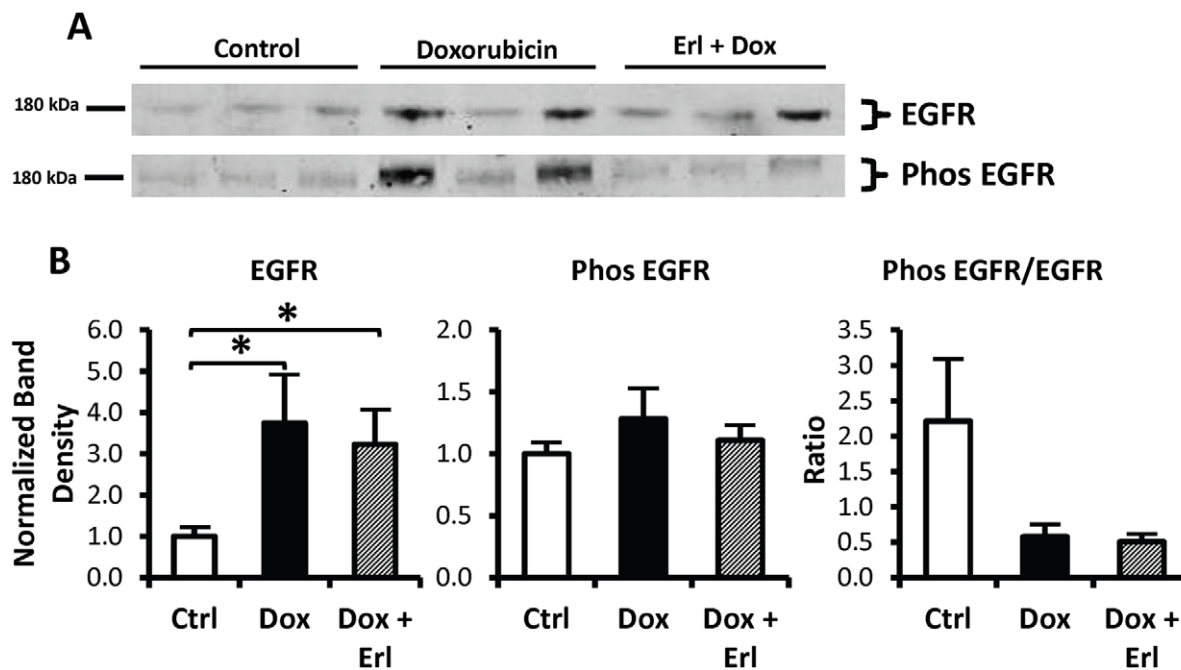 A
Control Doxorubicin Erl + Dox
180 kDa EGFR
180 kDa Phos EGFR
B
EGFR Phos EGFR Phos EGFR/EGFR
Normalized Band
Density
6.0
5.0
4.0
3.0
2.0
1.0
0.0
* 
*
Ctrl Dox Dox +
Erl
2.0
1.5
1.0
0.5
0.0
Ctrl Dox Dox +
Erl
Ratio
3.5
3.0
2.5
2.0
1.5
1.0
0.5
0.0
Ctrl Dox Dox +
Erl